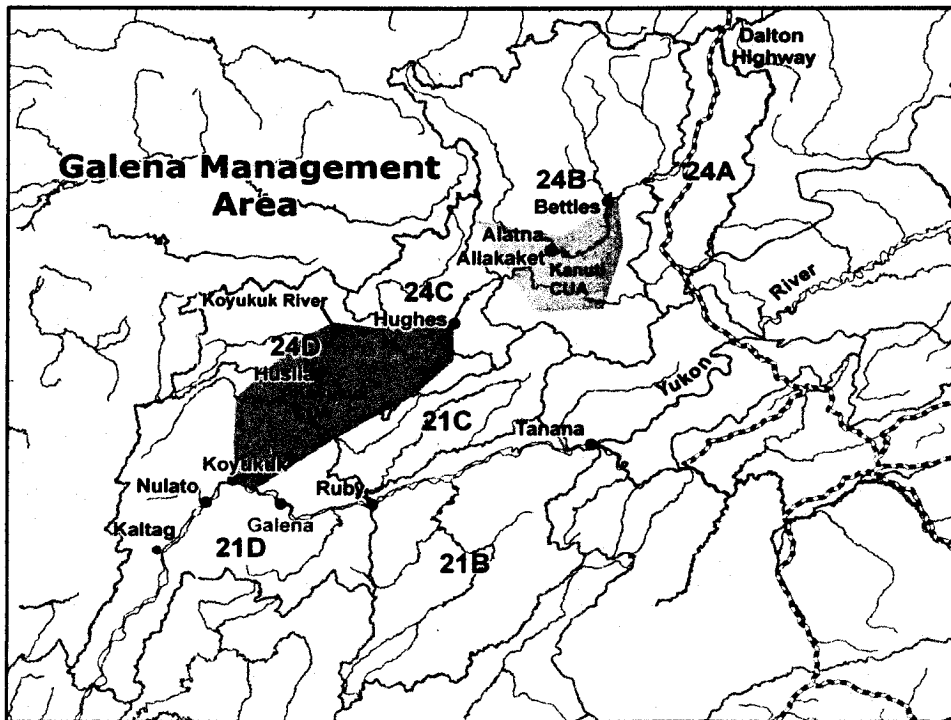 Dalton
Highway
Galena Management
Area
24B
24A
Bettles
Alatna
Allakaket
Kanuti
CUA
River
Koyukuk River
24C
Hughes
24D
Huslia
Yukon
21C
Tanana
Koyukuk
Nulato
Ruby
Galena
Kaltag
21D
21B